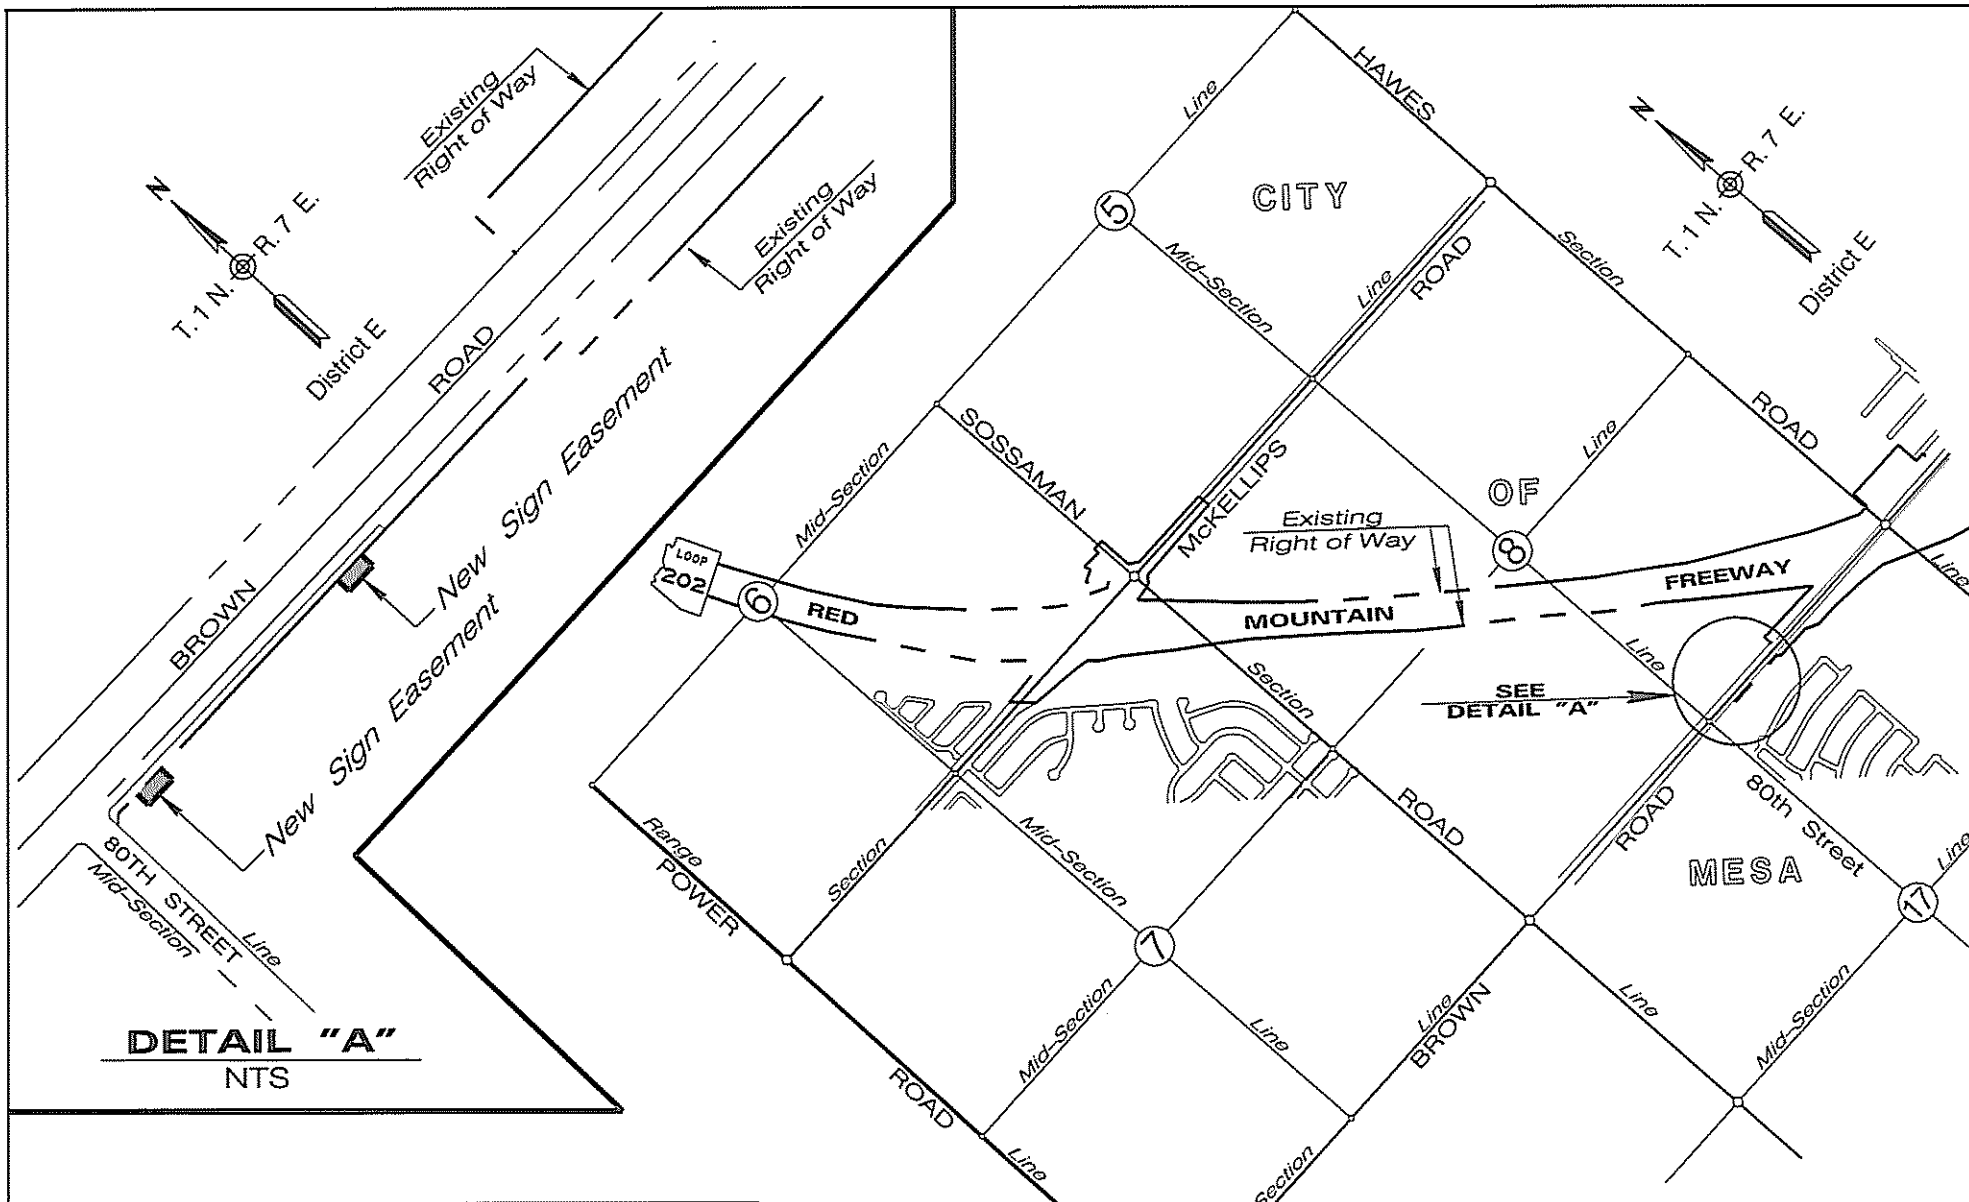 Existing
Right of Way
Existing
Right of Way
N
T. 1 N.
R. 7 E.
District E
BROWN
ROAD
New Sign Easement
New Sign Easement
80TH STREET
Mid-Section
Line
DETAIL "A"
NTS
HAWES
Line
CITY
N
T. 1 N.
R. 7 E.
District E
5
Mid-Section
Line
ROAD
Section
SOSSAMAN
Mid-Section
McKELLIPS
Line
ROAD
OF
Existing
Right of Way
8
Line
LOOP
202
6
RED
MOUNTAIN
FREEWAY
Section
Line
SEE
DETAIL "A"
80th Street
Range
POWER
Section
Mid-Section
ROAD
ROAD
MESA
Line
17
7
Mid-Section
Line
Line
BROWN
Line
Mid-Section
ROAD
Line
Section